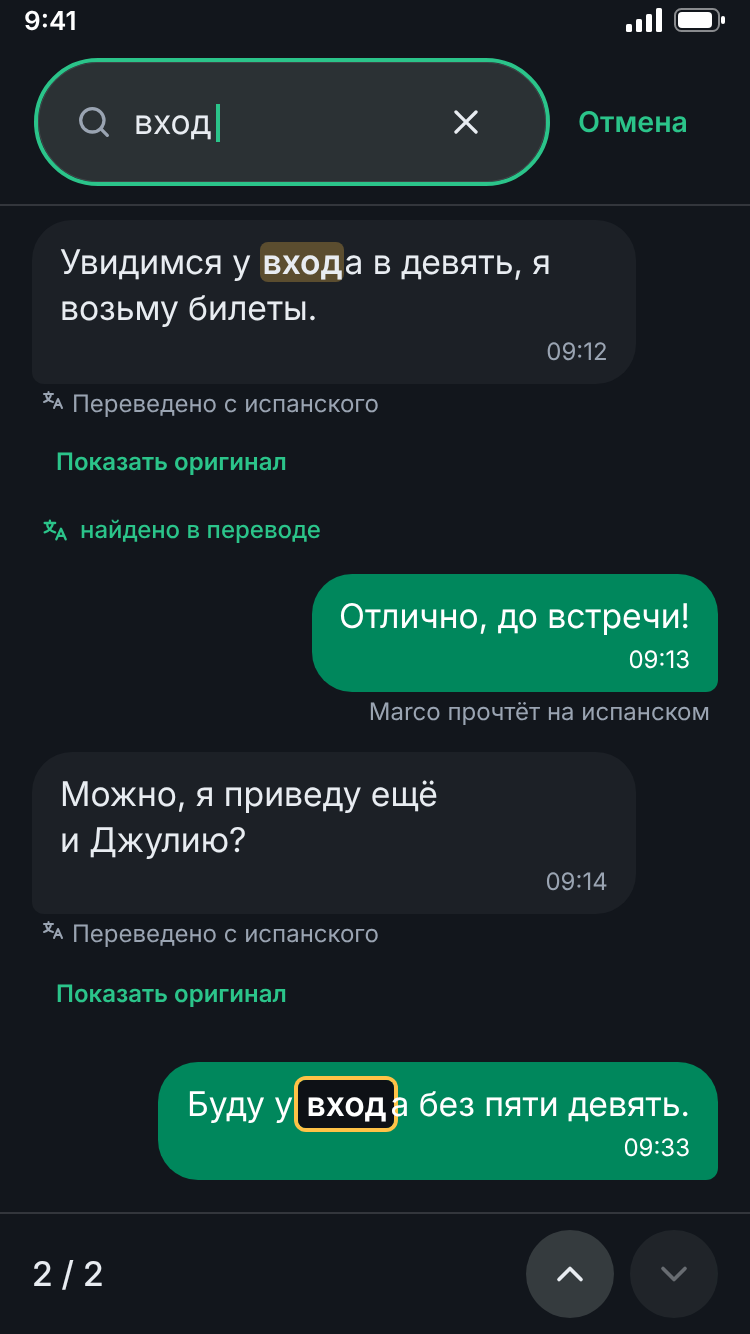 9:41
вход
Отмена
Увидимся у входа в девять, я
возьму билеты.
09:12
Переведено с испанского
Показать оригинал
найдено в переводе
Отлично, до встречи!
09:13
Marco прочтёт на испанском
Можно, я приведу ещё
и Джулию?
09:14
Переведено с испанского
Показать оригинал
Буду у входа без пяти девять.
09:33
2 / 2